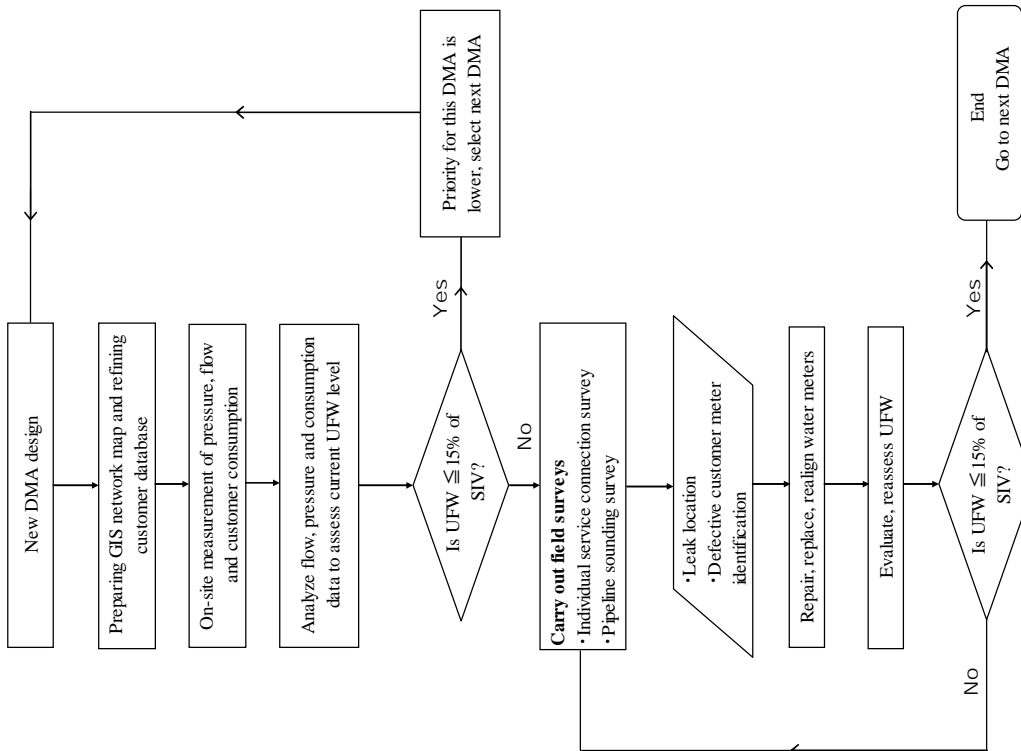 New DMA design
Preparing GIS network map and refining
customer database
On-site measurement of pressure, flow
and customer consumption
Analyze flow, pressure and consumption
data to assess current UFW level
Is UFW ≦15% of
SIV?
Yes
Priority for this DMA is
lower, select next DMA
No
Carry out field surveys
・Individual service connection survey
・Pipeline sounding survey
・Leak location
・Defective customer meter
identification
Repair, replace, realign water meters
Evaluate, reassess UFW
Is UFW ≦15% of
SIV?
No
Yes
End
Go to next DMA